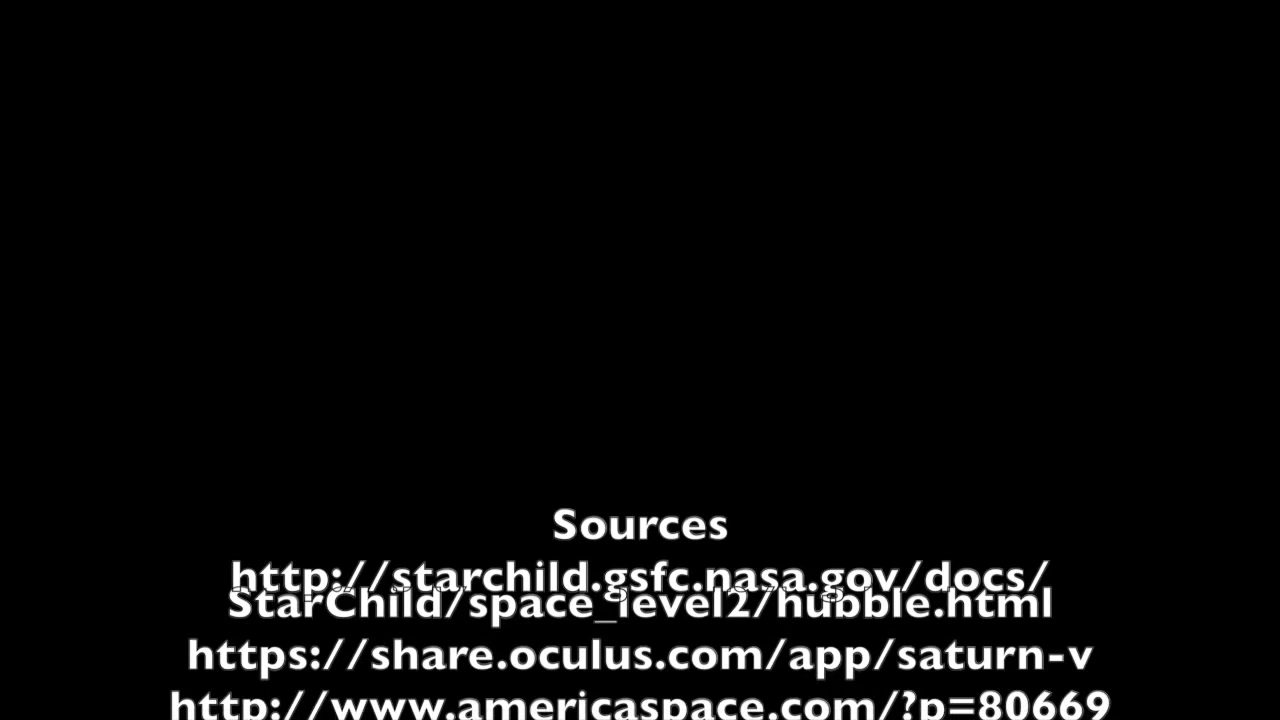 Sources
http://starchild.gsfc.nasa.gov/docs/
StarChild/space_level2/hubble.html
https://share.oculus.com/app/saturn-v
http://www.americaspace.com/?p=80669